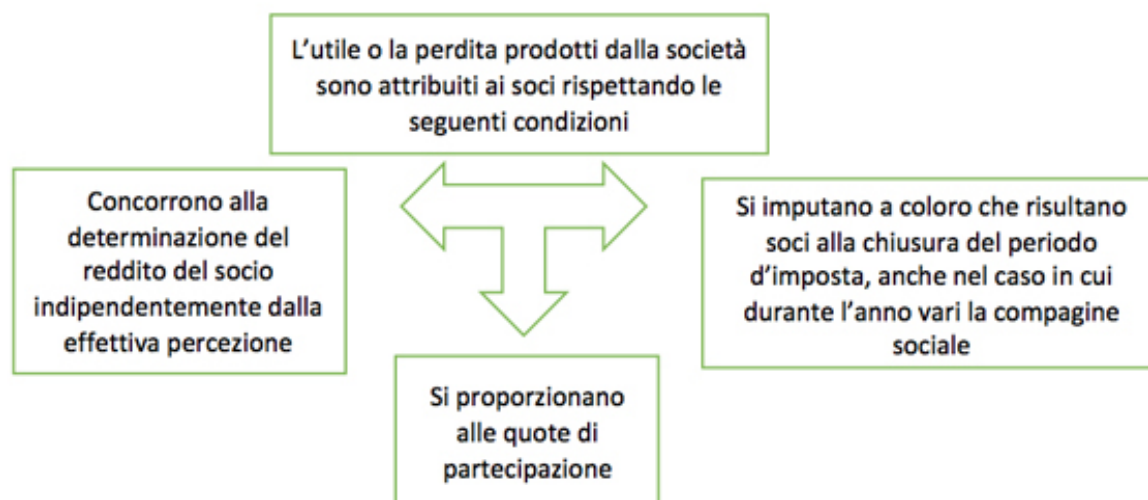 L'utile o la perdita prodotti dalla società
sono attribuiti ai soci rispettando le
seguenti condizioni
Concorrono alla
determinazione del
reddito del socio
indipendentemente dalla
effettiva percezione
Si imputano a coloro che risultano
soci alla chiusura del periodo
d'imposta, anche nel caso in cui
durante l'anno vari la compagine
sociale
Si proporzionano
alle quote di
partecipazione